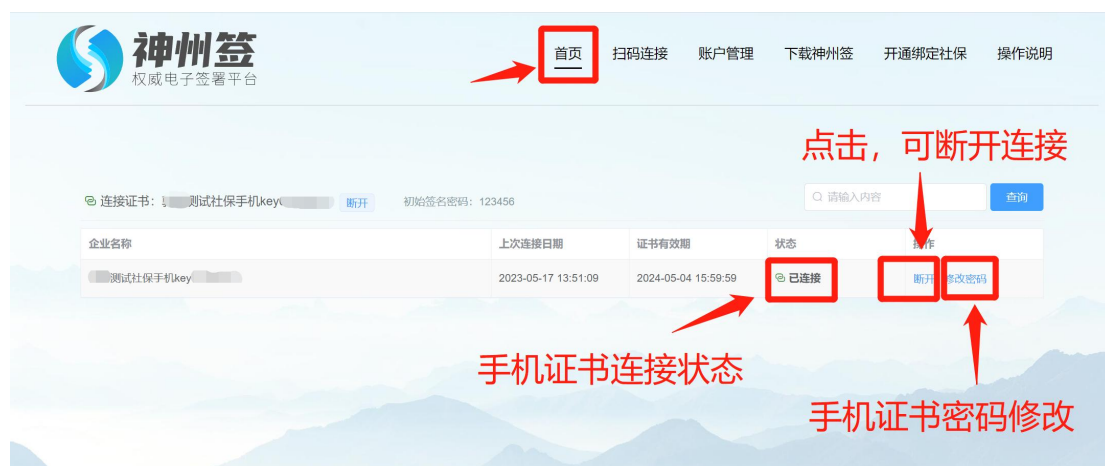 神州签
权威电子签署平台
首页 扫码连接 账户管理 下载神州签 开通绑定社保 操作说明
点击，可断开连接
连接证书： 测试社保手机key 断开 初始签名密码：123456 请输入内容 查询
企业名称 上次连接日期 证书有效期 状态 操作
测试社保手机key 2023-05-17 13:51:09 2024-05-04 15:59:59 已连接 断开 修改密码
手机证书连接状态
手机证书密码修改